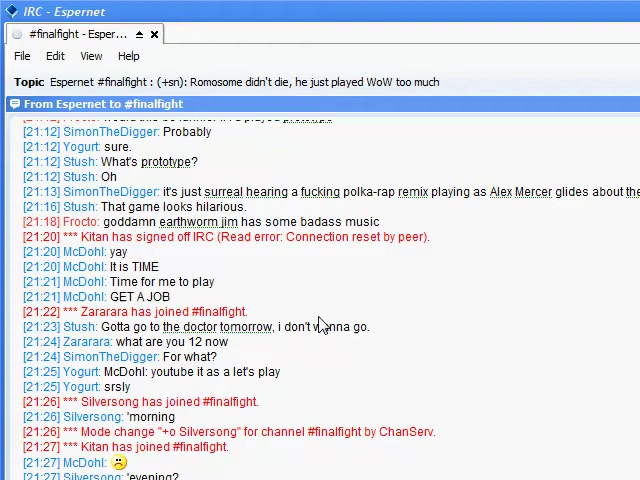 IRC - Espernet
#finalfight - Esper...
File Edit View Help
Topic Espernet #finalfight : (+sn): Romosome didn't die, he just played WoW too much
From Espernet to #finalfight
[21:12] SimonTheDigger: Probably
[21:12] Yogurt: sure.
[21:12] Stush: What's prototype?
[21:12] Stush: Oh
[21:13] SimonTheDigger: it's just surreal hearing a fucking polka-rap remix playing as Alex Mercer glides about the
[21:16] Stush: That game looks hilarious.
[21:18] Frocto: goddamn earthworm jim has some badass music
[21:20] *** Kitan has signed off IRC (Read error: Connection reset by peer).
[21:20] McDohl: yay
[21:20] McDohl: It is TIME
[21:21] McDohl: Time for me to play
[21:21] McDohl: GET A JOB
[21:22] *** Zararara has joined #finalfight.
[21:23] Stush: Gotta go to the doctor tomorrow, i don't wanna go.
[21:24] Zararara: what are you 12 now
[21:24] SimonTheDigger: For what?
[21:25] Yogurt: McDohl: youtube it as a let's play
[21:25] Yogurt: srsly
[21:26] *** Silversong has joined #finalfight.
[21:26] Silversong: 'morning
[21:26] *** Mode change "+o Silversong" for channel #finalfight by ChanServ.
[21:27] *** Kitan has joined #finalfight.
[21:27] McDohl:
[21:27] Silversong: 'evening?